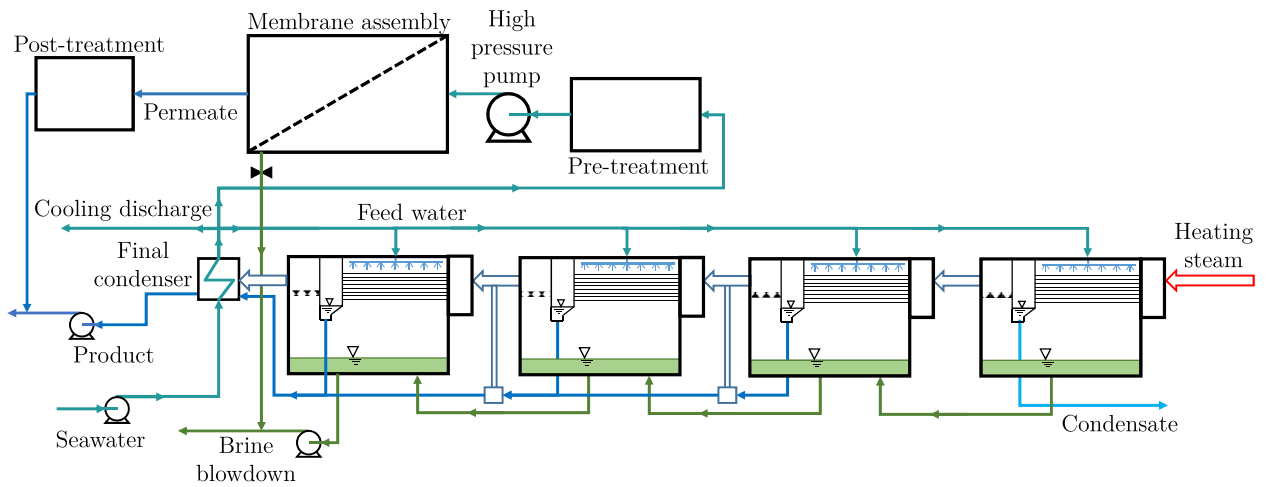 Membrane assembly
High
pressure
pump
Post-treatment
Permeate
Pre-treatment
Cooling discharge
Feed water
Heating
steam
Final
condenser
Product
Seawater
Brine
blowdown
Condensate